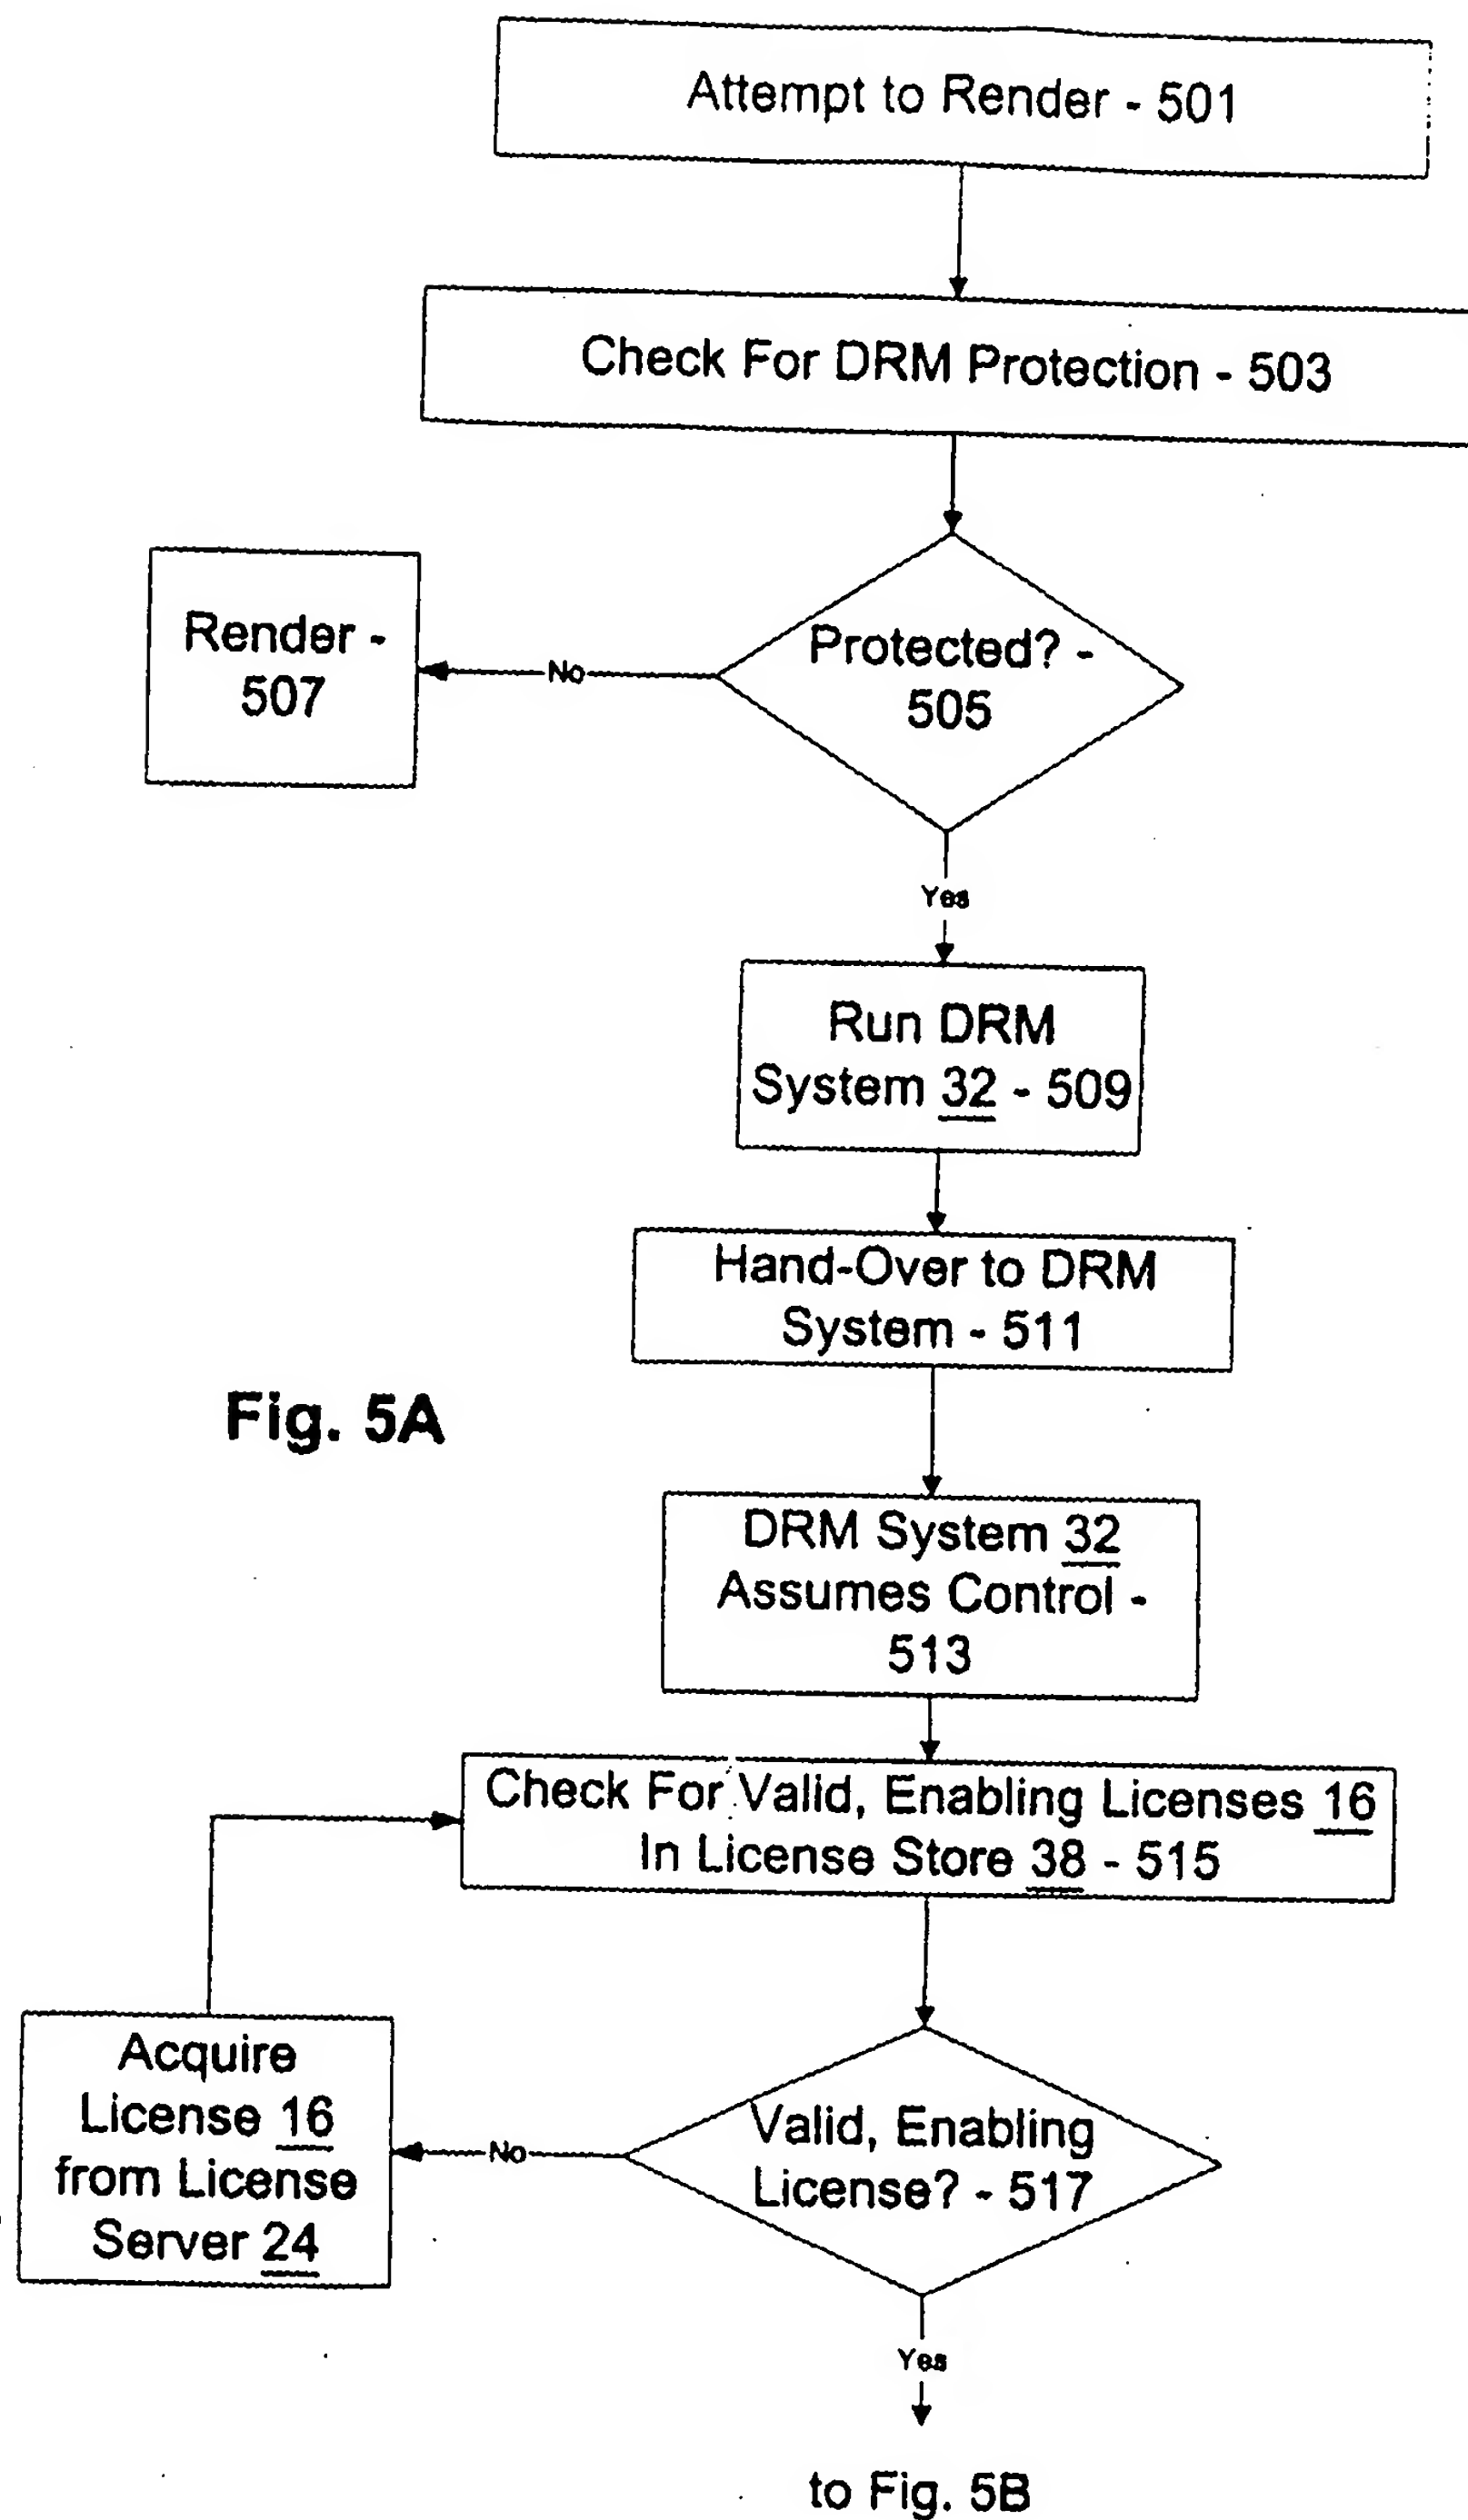 Attempt to Render - 501
Check For DRM Protection - 503
Protected? -
505
No
Render -
507
Yes
Run DRM
System 32 - 509
Hand-Over to DRM
System - 511
Fig. 5A
DRM System 32
Assumes Control -
513
Check For Valid, Enabling Licenses 16
In License Store 38 - 515
Valid, Enabling
License? - 517
No
Acquire
License 16
from License
Server 24
Yes
to Fig. 5B